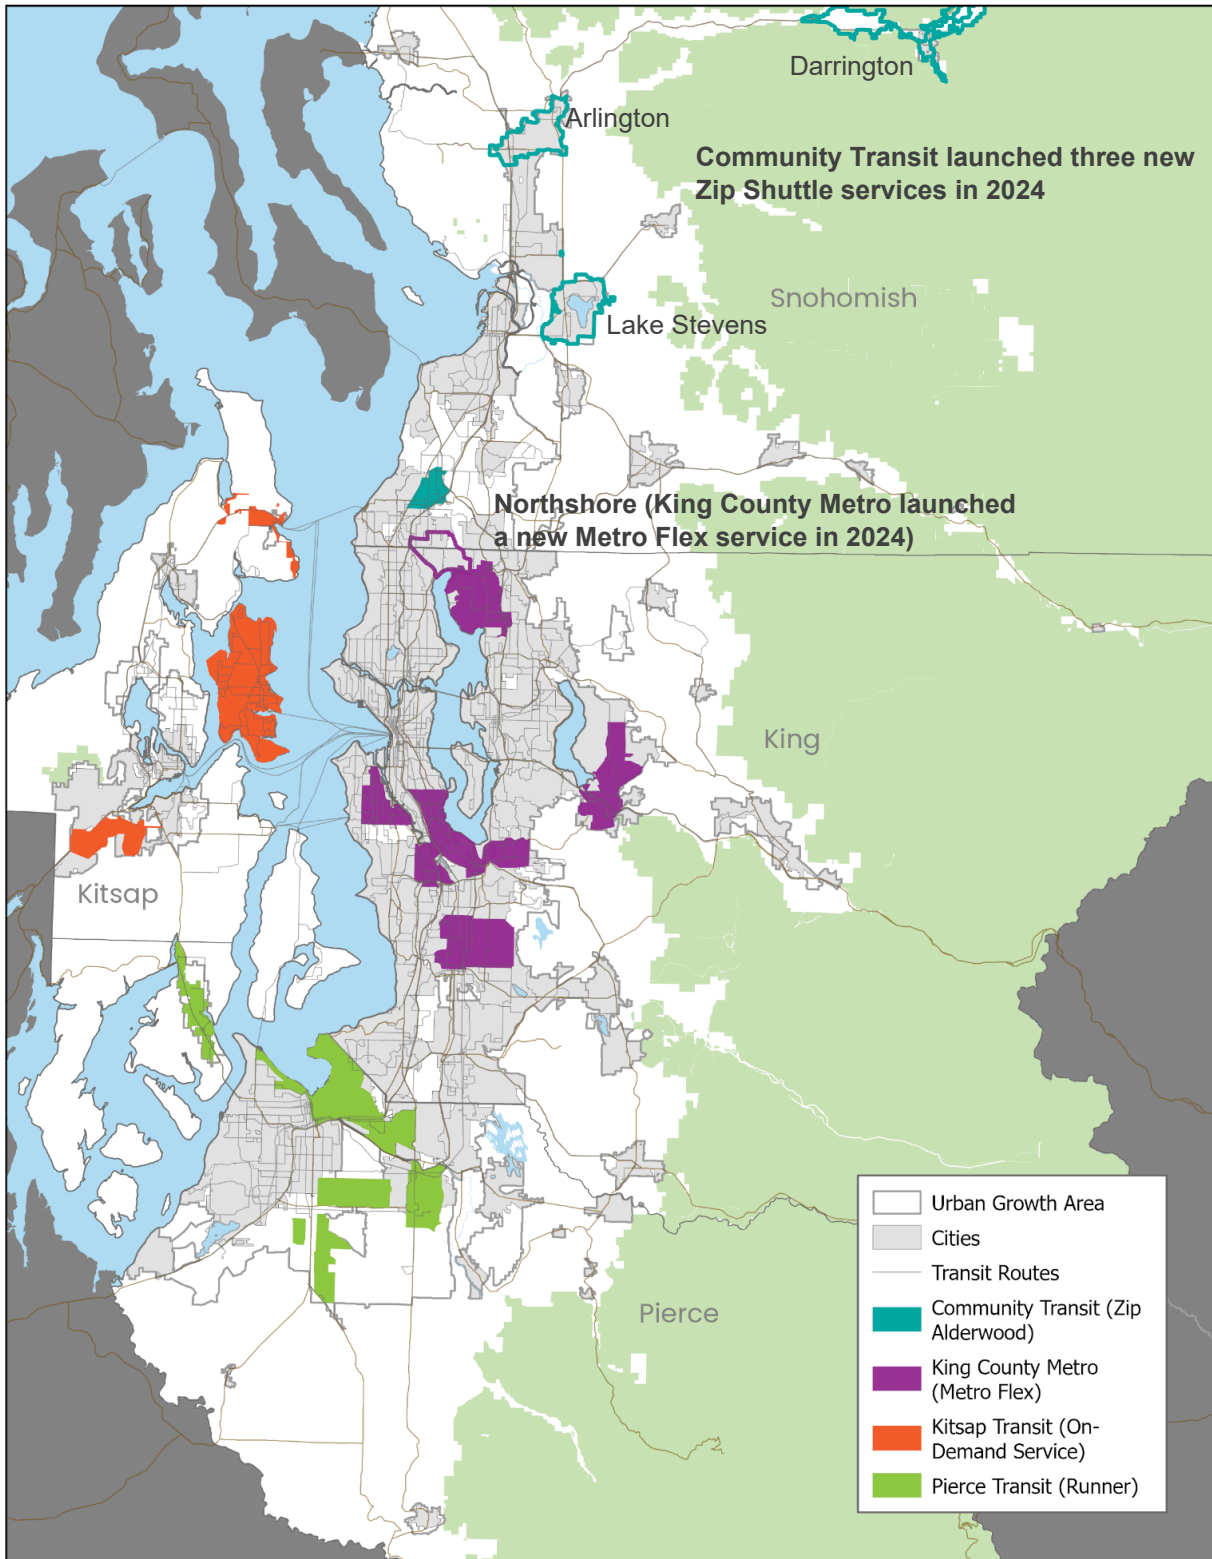 Darrington
Arlington
Community Transit launched three new
Zip Shuttle services in 2024
Snohomish
Lake Stevens
Northshore (King County Metro launched
a new Metro Flex service in 2024)
King
Kitsap
Pierce
Urban Growth Area
Cities
Transit Routes
Community Transit (Zip
Alderwood)
King County Metro
(Metro Flex)
Kitsap Transit (On-
Demand Service)
Pierce Transit (Runner)